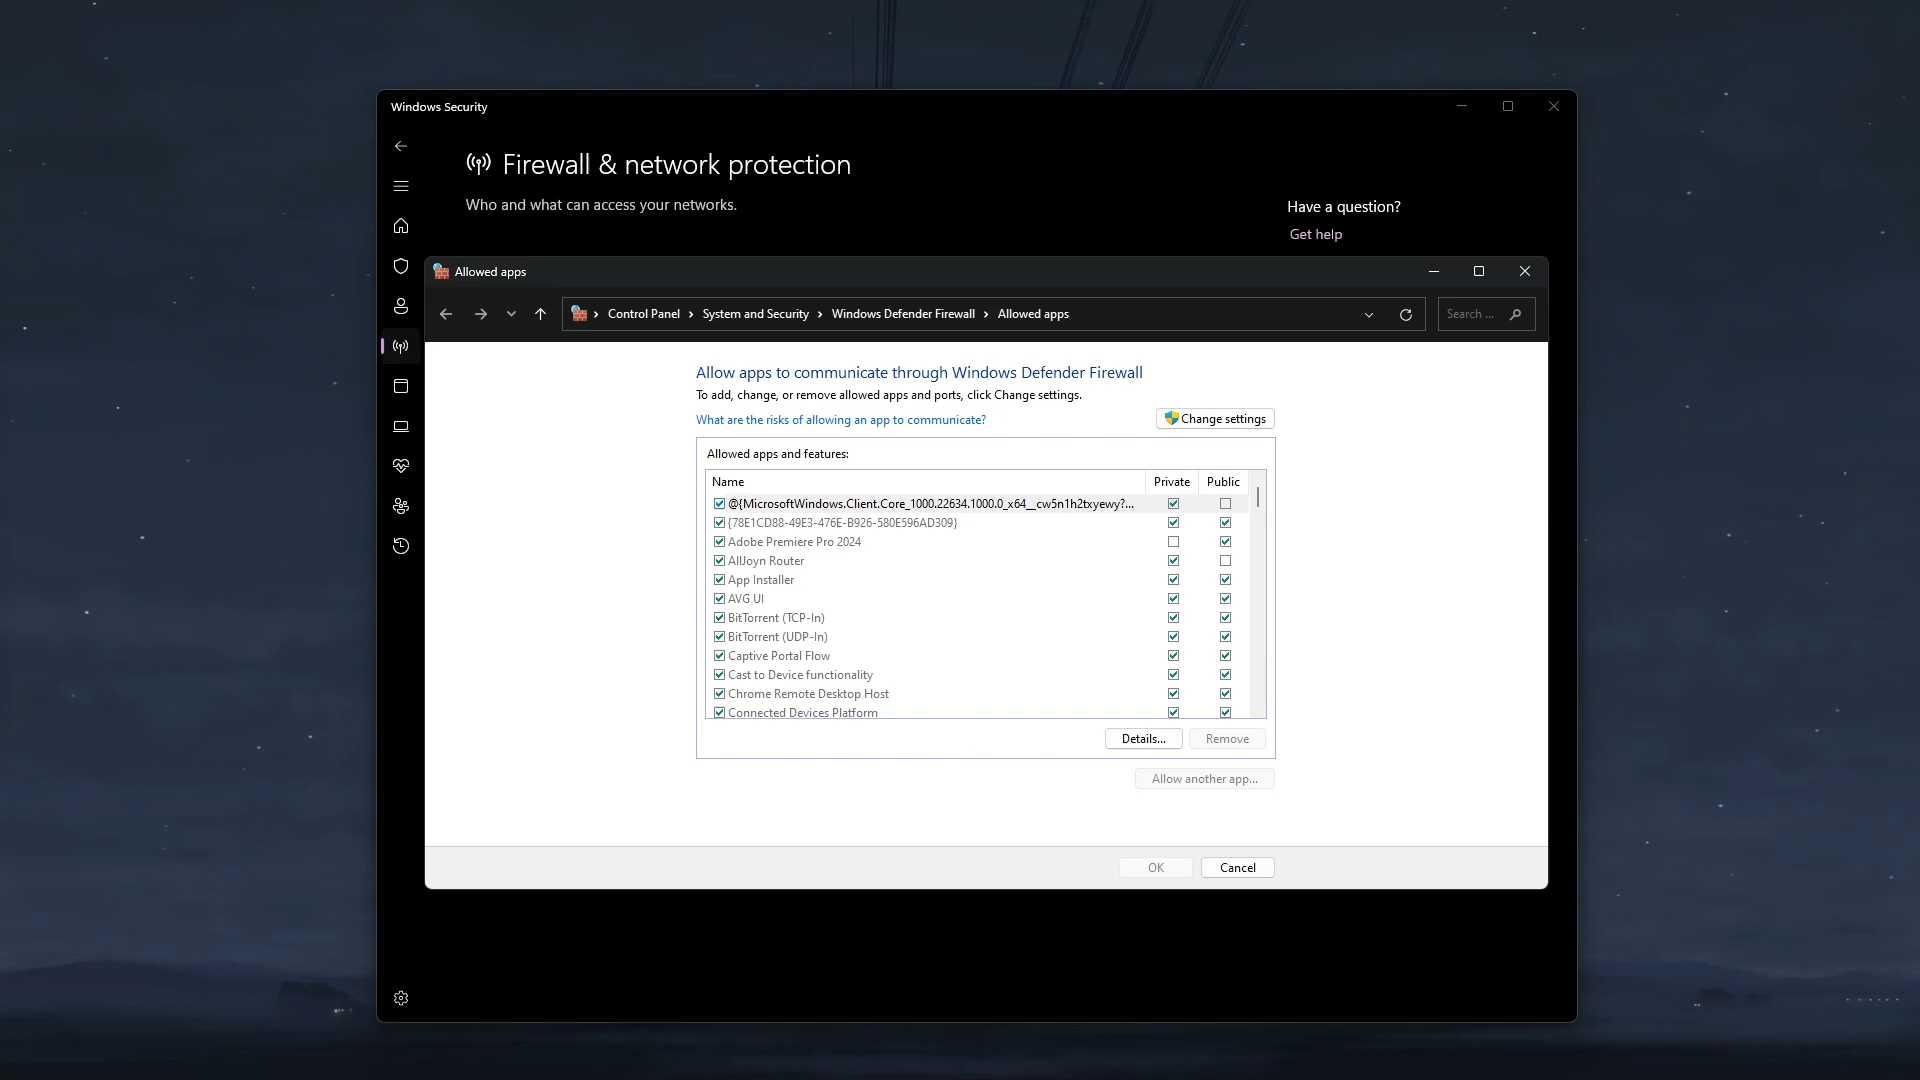 Windows Security
Firewall & network protection
Who and what can access your networks.
Have a question?
Get help
Allowed apps
Control Panel > System and Security > Windows Defender Firewall > Allowed apps
Search ...
Allow apps to communicate through Windows Defender Firewall
To add, change, or remove allowed apps and ports, click Change settings.
What are the risks of allowing an app to communicate?
Change settings
Allowed apps and features:
Name Private Public
@{MicrosoftWindows.Client.Core_1000.22634.1000.0_x64__cw5n1h2txyewy?...
{78E1CD88-49E3-476E-B926-580E596AD309}
Adobe Premiere Pro 2024
AllJoyn Router
App Installer
AVG UI
BitTorrent (TCP-In)
BitTorrent (UDP-In)
Captive Portal Flow
Cast to Device functionality
Chrome Remote Desktop Host
Connected Devices Platform
Details... Remove
Allow another app...
OK Cancel